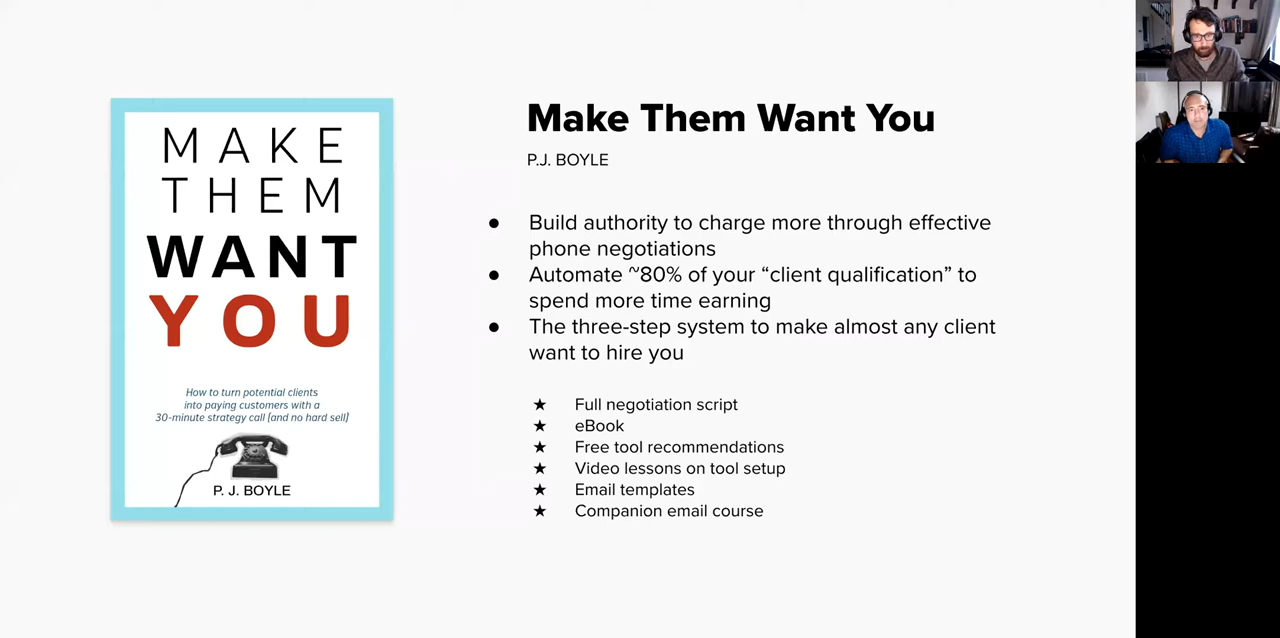 MAKE
THEM
WANT
YOU
How to turn potential clients
into paying customers with a
30-minute strategy call (and no hard sell)
P. J. BOYLE
Make Them Want You
P.J. BOYLE
● Build authority to charge more through effective
phone negotiations
● Automate ~80% of your “client qualification” to
spend more time earning
● The three-step system to make almost any client
want to hire you
★ Full negotiation script
★ eBook
★ Free tool recommendations
★ Video lessons on tool setup
★ Email templates
★ Companion email course